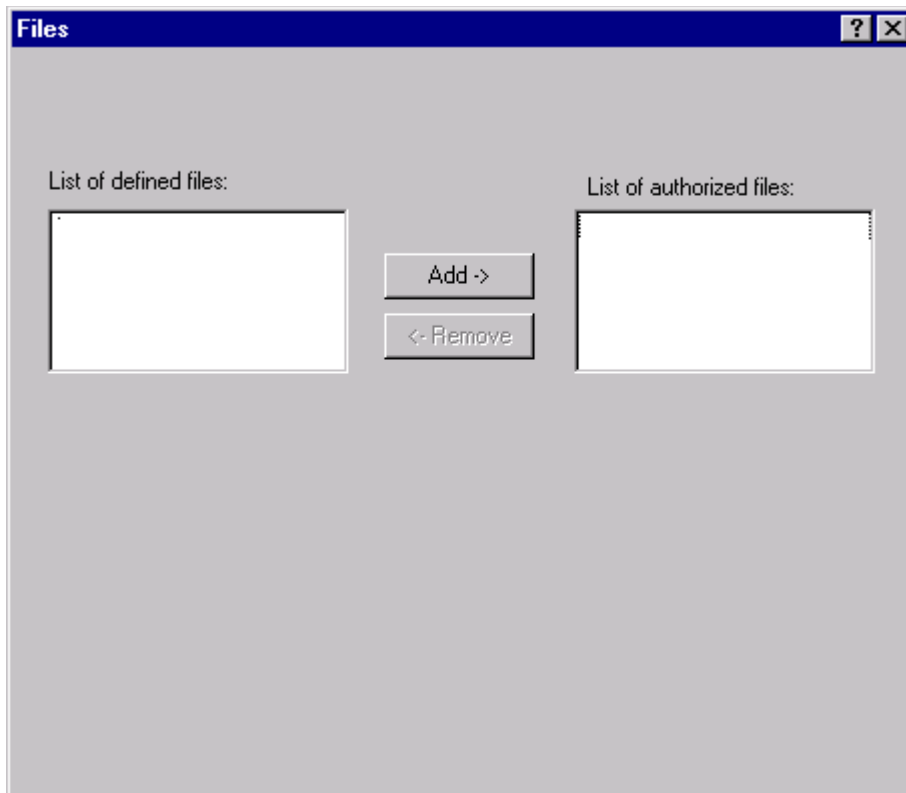 Files
List of defined files:
List of authorized files:
Add ->
<- Remove